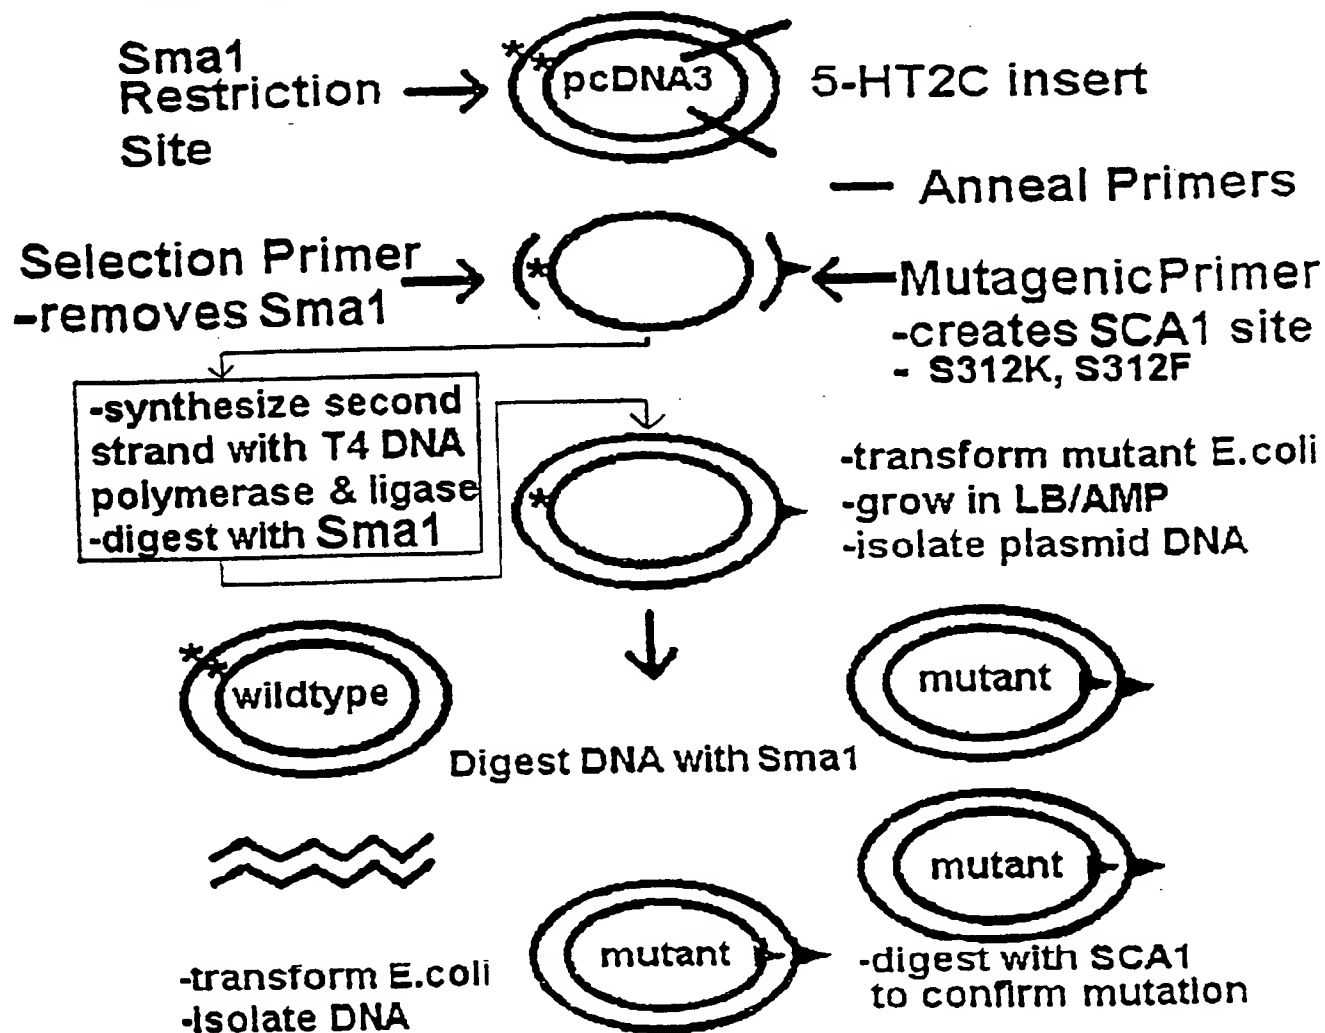 Sma1
Restriction
Site
pcDNA3
5-HT2C insert
Anneal Primers
Selection Primer
-removes Sma1
Mutagenic Primer
-creates SCA1 site
- S312K, S312F
-synthesize second
strand with T4 DNA
polymerase & ligase
-digest with Sma1
-transform mutant E.coli
-grow in LB/AMP
-isolate plasmid DNA
wildtype
mutant
Digest DNA with Sma1
mutant
mutant
-digest with SCA1
to confirm mutation
-transform E.coli
-isolate DNA